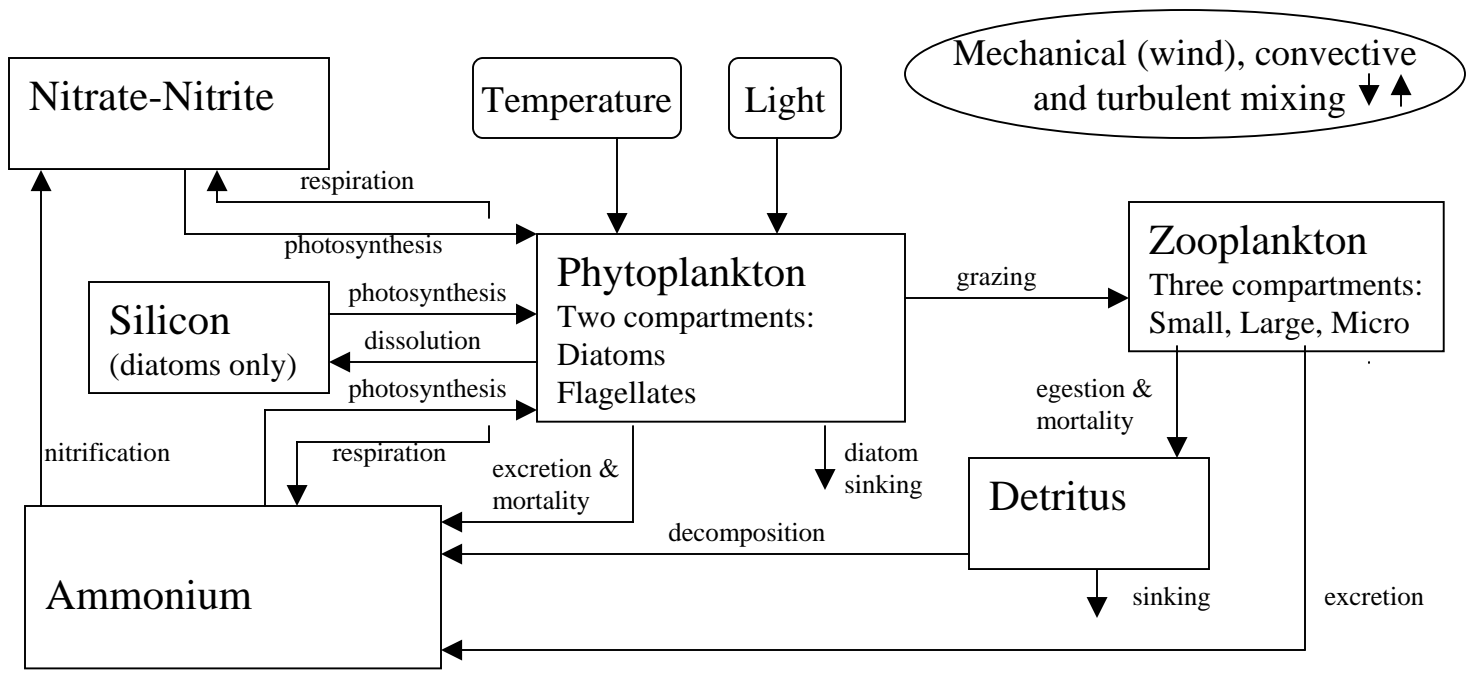 Mechanical (wind), convective
and turbulent mixing
Nitrate-Nitrite
Temperature
Light
respiration
photosynthesis
Zooplankton
Three compartments:
Small, Large, Micro
Phytoplankton
Two compartments:
Diatoms
Flagellates
grazing
photosynthesis
Silicon
(diatoms only)
dissolution
photosynthesis
egestion &
mortality
nitrification
respiration
excretion &
mortality
diatom
sinking
Detritus
decomposition
Ammonium
sinking
excretion